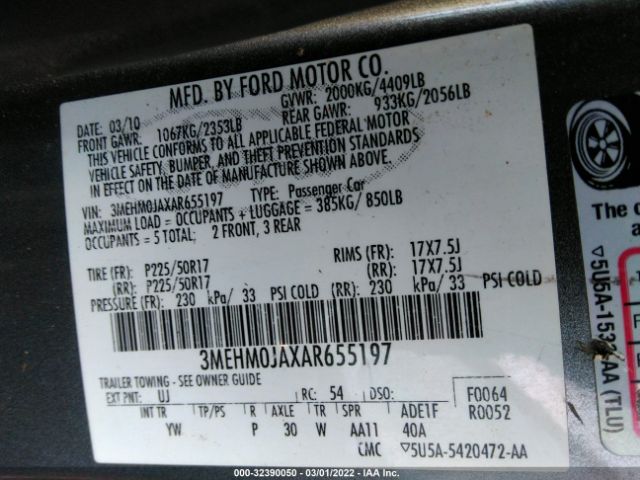 MFD. BY FORD MOTOR CO.
DATE: 03/10 GVWR: 2000KG/4409LB
FRONT GAWR: 1067KG/2353LB REAR GAWR: 933KG/2056LB
THIS VEHICLE CONFORMS TO ALL APPLICABLE FEDERAL MOTOR
VEHICLE SAFETY, BUMPER, AND THEFT PREVENTION STANDARDS
IN EFFECT ON THE DATE OF MANUFACTURE SHOWN ABOVE.
VIN: 3MEHM0JAXAR655197 TYPE: Passenger Car
MAXIMUM LOAD = OCCUPANTS + LUGGAGE = 385KG/ 850LB
OCCUPANTS = 5 TOTAL: 2 FRONT, 3 REAR
TIRE (FR): P225/50R17 RIMS (FR): 17X7.5J
(RR): P225/50R17 (RR): 17X7.5J
PRESSURE (FR): 230 kPa/ 33 PSI COLD (RR): 230 kPa/ 33 PSI COLD
3MEHM0JAXAR655197
TRAILER TOWING - SEE OWNER GUIDE
EXT PNT: UJ RC: 54 DSO: F0064
INT TR TP/PS R AXLE TR SPR ADE1F R0052
YW P 30 W AA11 40A
CMC ▽5U5A-5420472-AA
The
a
(TLU)
000-32390050 - 03/01/2022 - IAA Inc.